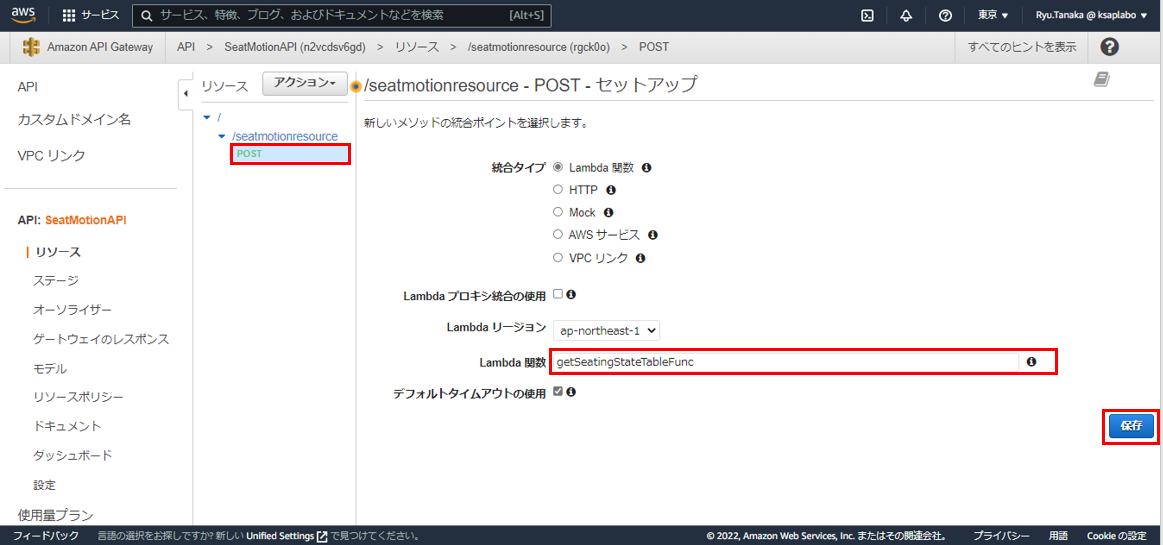 aws サービス サービス、特徴、ブログ、およびドキュメントなどを検索 [Alt+S] 東京 ▼ Ryu.Tanaka @ ksaplabo ▼
Amazon API Gateway API > SeatMotionAPI (n2vcdsv6gd) > リソース > /seatmotionresource (rgck0o) > POST すべてのヒントを表示
API
カスタムドメイン名
VPC リンク
API: SeatMotionAPI
リソース
ステージ
オーソライザー
ゲートウェイのレスポンス
モデル
リソースポリシー
ドキュメント
ダッシュボード
設定
使用量プラン
リソース アクション
/
/seatmotionresource
POST
/seatmotionresource - POST - セットアップ
新しいメソッドの統合ポイントを選択します。
統合タイプ Lambda 関数
HTTP
Mock
AWS サービス
VPC リンク
Lambda プロキシ統合の使用
Lambda リージョン ap-northeast-1
Lambda 関数 getSeatingStateTableFunc
デフォルトタイムアウトの使用
保存
フィードバック 言語の選択をお探しですか? 新しい Unified Settings で見つけてください。 © 2022, Amazon Web Services, Inc. またはその関連会社。 プライバシー 用語 Cookie の設定